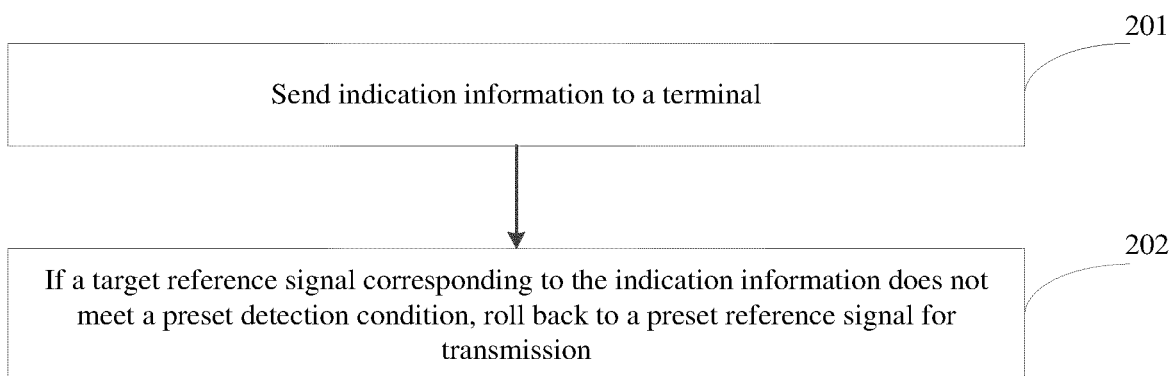 201
Send indication information to a terminal
202
If a target reference signal corresponding to the indication information does not
meet a preset detection condition, roll back to a preset reference signal for
transmission